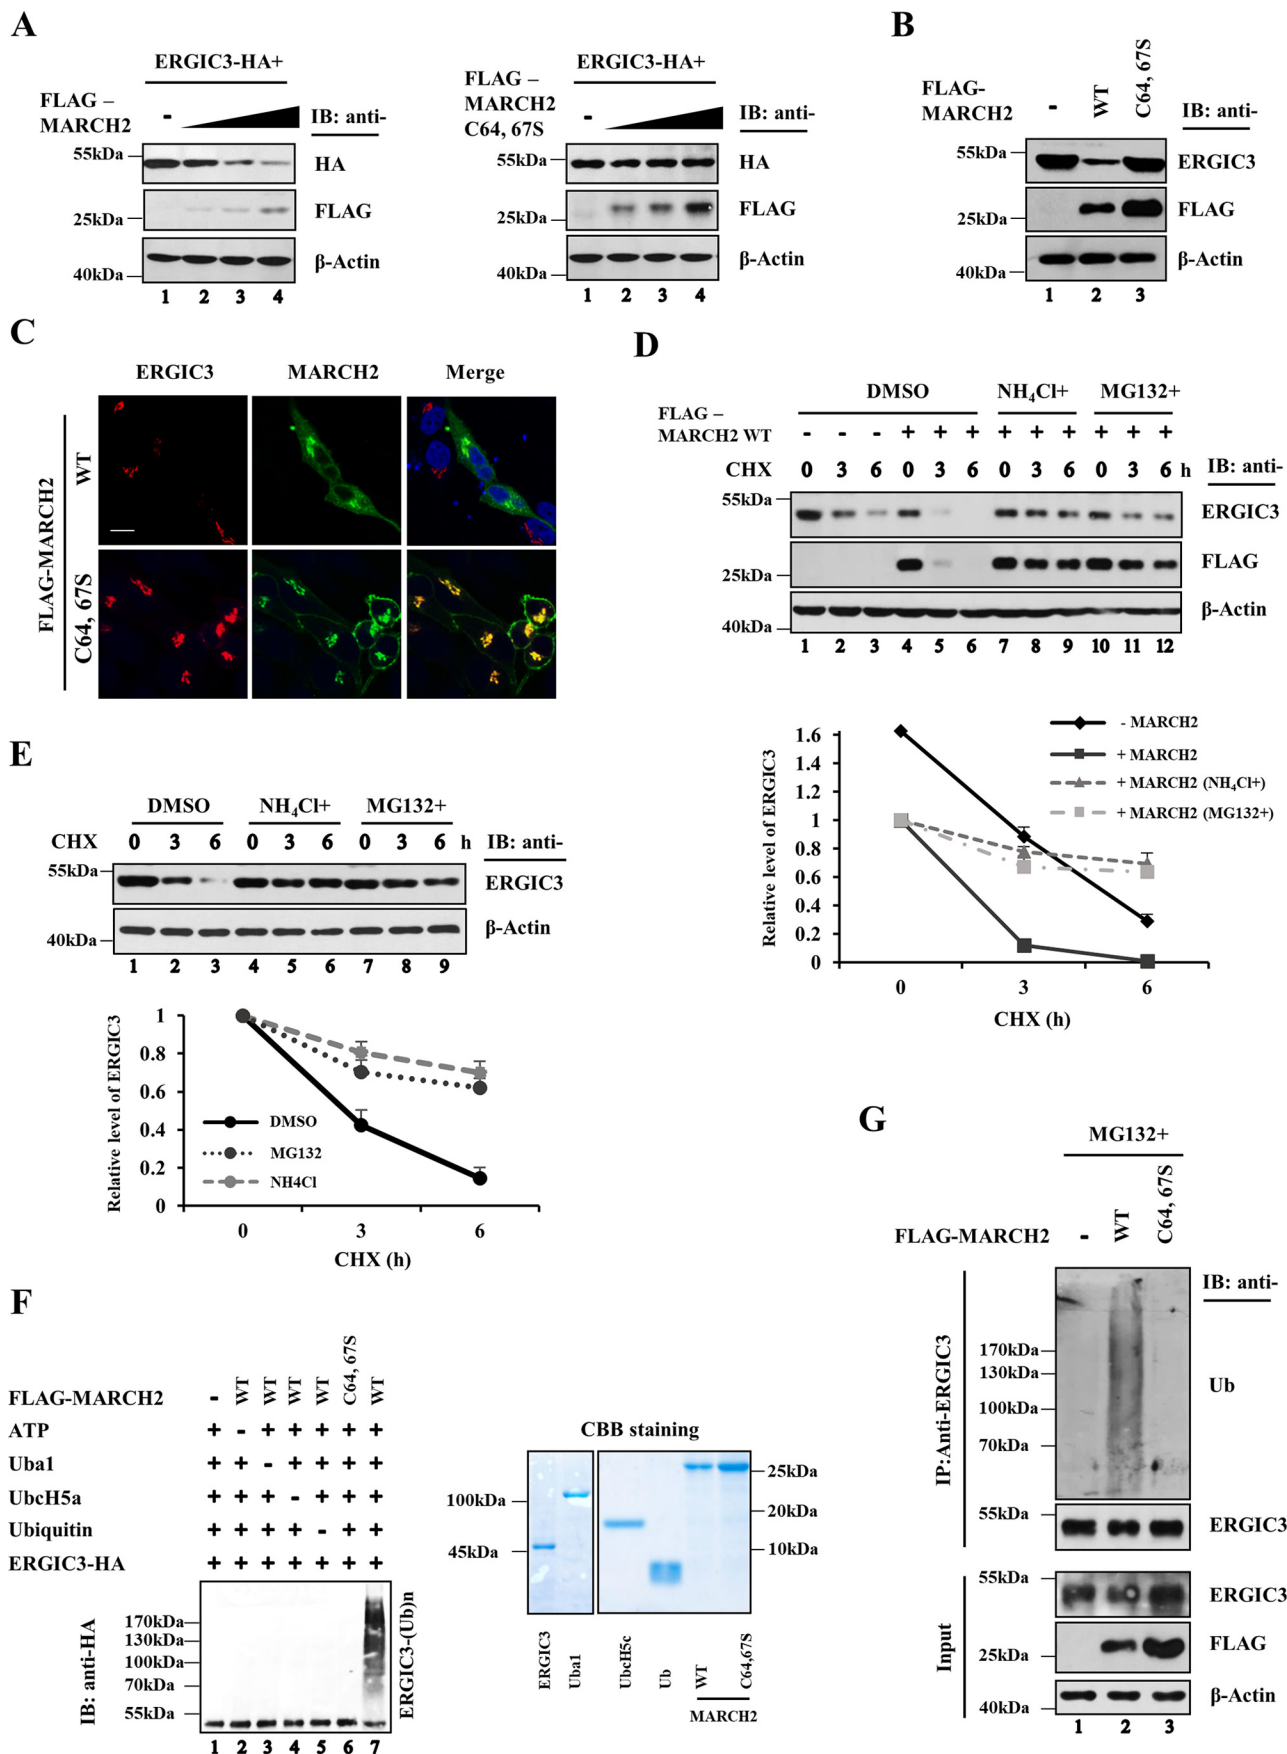 A
ERGIC3-HA+
FLAG –
MARCH2
-
IB: anti-
55kDa
HA
25kDa
FLAG
40kDa
β-Actin
1 2 3 4
ERGIC3-HA+
FLAG –
MARCH2
C64, 67S
-
IB: anti-
55kDa
HA
25kDa
FLAG
40kDa
β-Actin
1 2 3 4
B
FLAG-
MARCH2
- WT C64, 67S
IB: anti-
55kDa
ERGIC3
25kDa
FLAG
40kDa
β-Actin
1 2 3
C
ERGIC3 MARCH2 Merge
FLAG-MARCH2
WT
C64, 67S
D
DMSO NH₄Cl+ MG132+
FLAG –
MARCH2 WT - - - + + + + + + + + +
CHX 0 3 6 0 3 6 0 3 6 0 3 6 h
IB: anti-
55kDa
ERGIC3
25kDa
FLAG
40kDa
β-Actin
1 2 3 4 5 6 7 8 9 10 11 12
Relative level of ERGIC3
1.6
1.4
1.2
1
0.8
0.6
0.4
0.2
0
- MARCH2
+ MARCH2
+ MARCH2 (NH₄Cl+)
+ MARCH2 (MG132+)
0 3 6
CHX (h)
E
DMSO NH₄Cl+ MG132+
CHX 0 3 6 0 3 6 0 3 6 h
IB: anti-
55kDa
ERGIC3
40kDa
β-Actin
1 2 3 4 5 6 7 8 9
Relative level of ERGIC3
1
0.8
0.6
0.4
0.2
0
DMSO
MG132
NH4Cl
0 3 6
CHX (h)
F
FLAG-MARCH2 - WT WT WT WT C64, 67S WT
ATP + - + + + + +
Uba1 + + - + + + +
UbcH5a + + + - + + +
Ubiquitin + + + + - + +
ERGIC3-HA + + + + + + +
IB: anti-HA
170kDa
130kDa
100kDa
70kDa
55kDa
ERGIC3-(Ub)n
1 2 3 4 5 6 7
CBB staining
100kDa
45kDa
25kDa
20kDa
10kDa
ERGIC3 Uba1 UbcH5c Ub WT C64,67S
MARCH2
G
MG132+
FLAG-MARCH2 - WT C64, 67S
IB: anti-
IP:Anti-ERGIC3
170kDa
130kDa
100kDa
70kDa
Ub
55kDa
ERGIC3
Input
55kDa
ERGIC3
25kDa
FLAG
40kDa
β-Actin
1 2 3